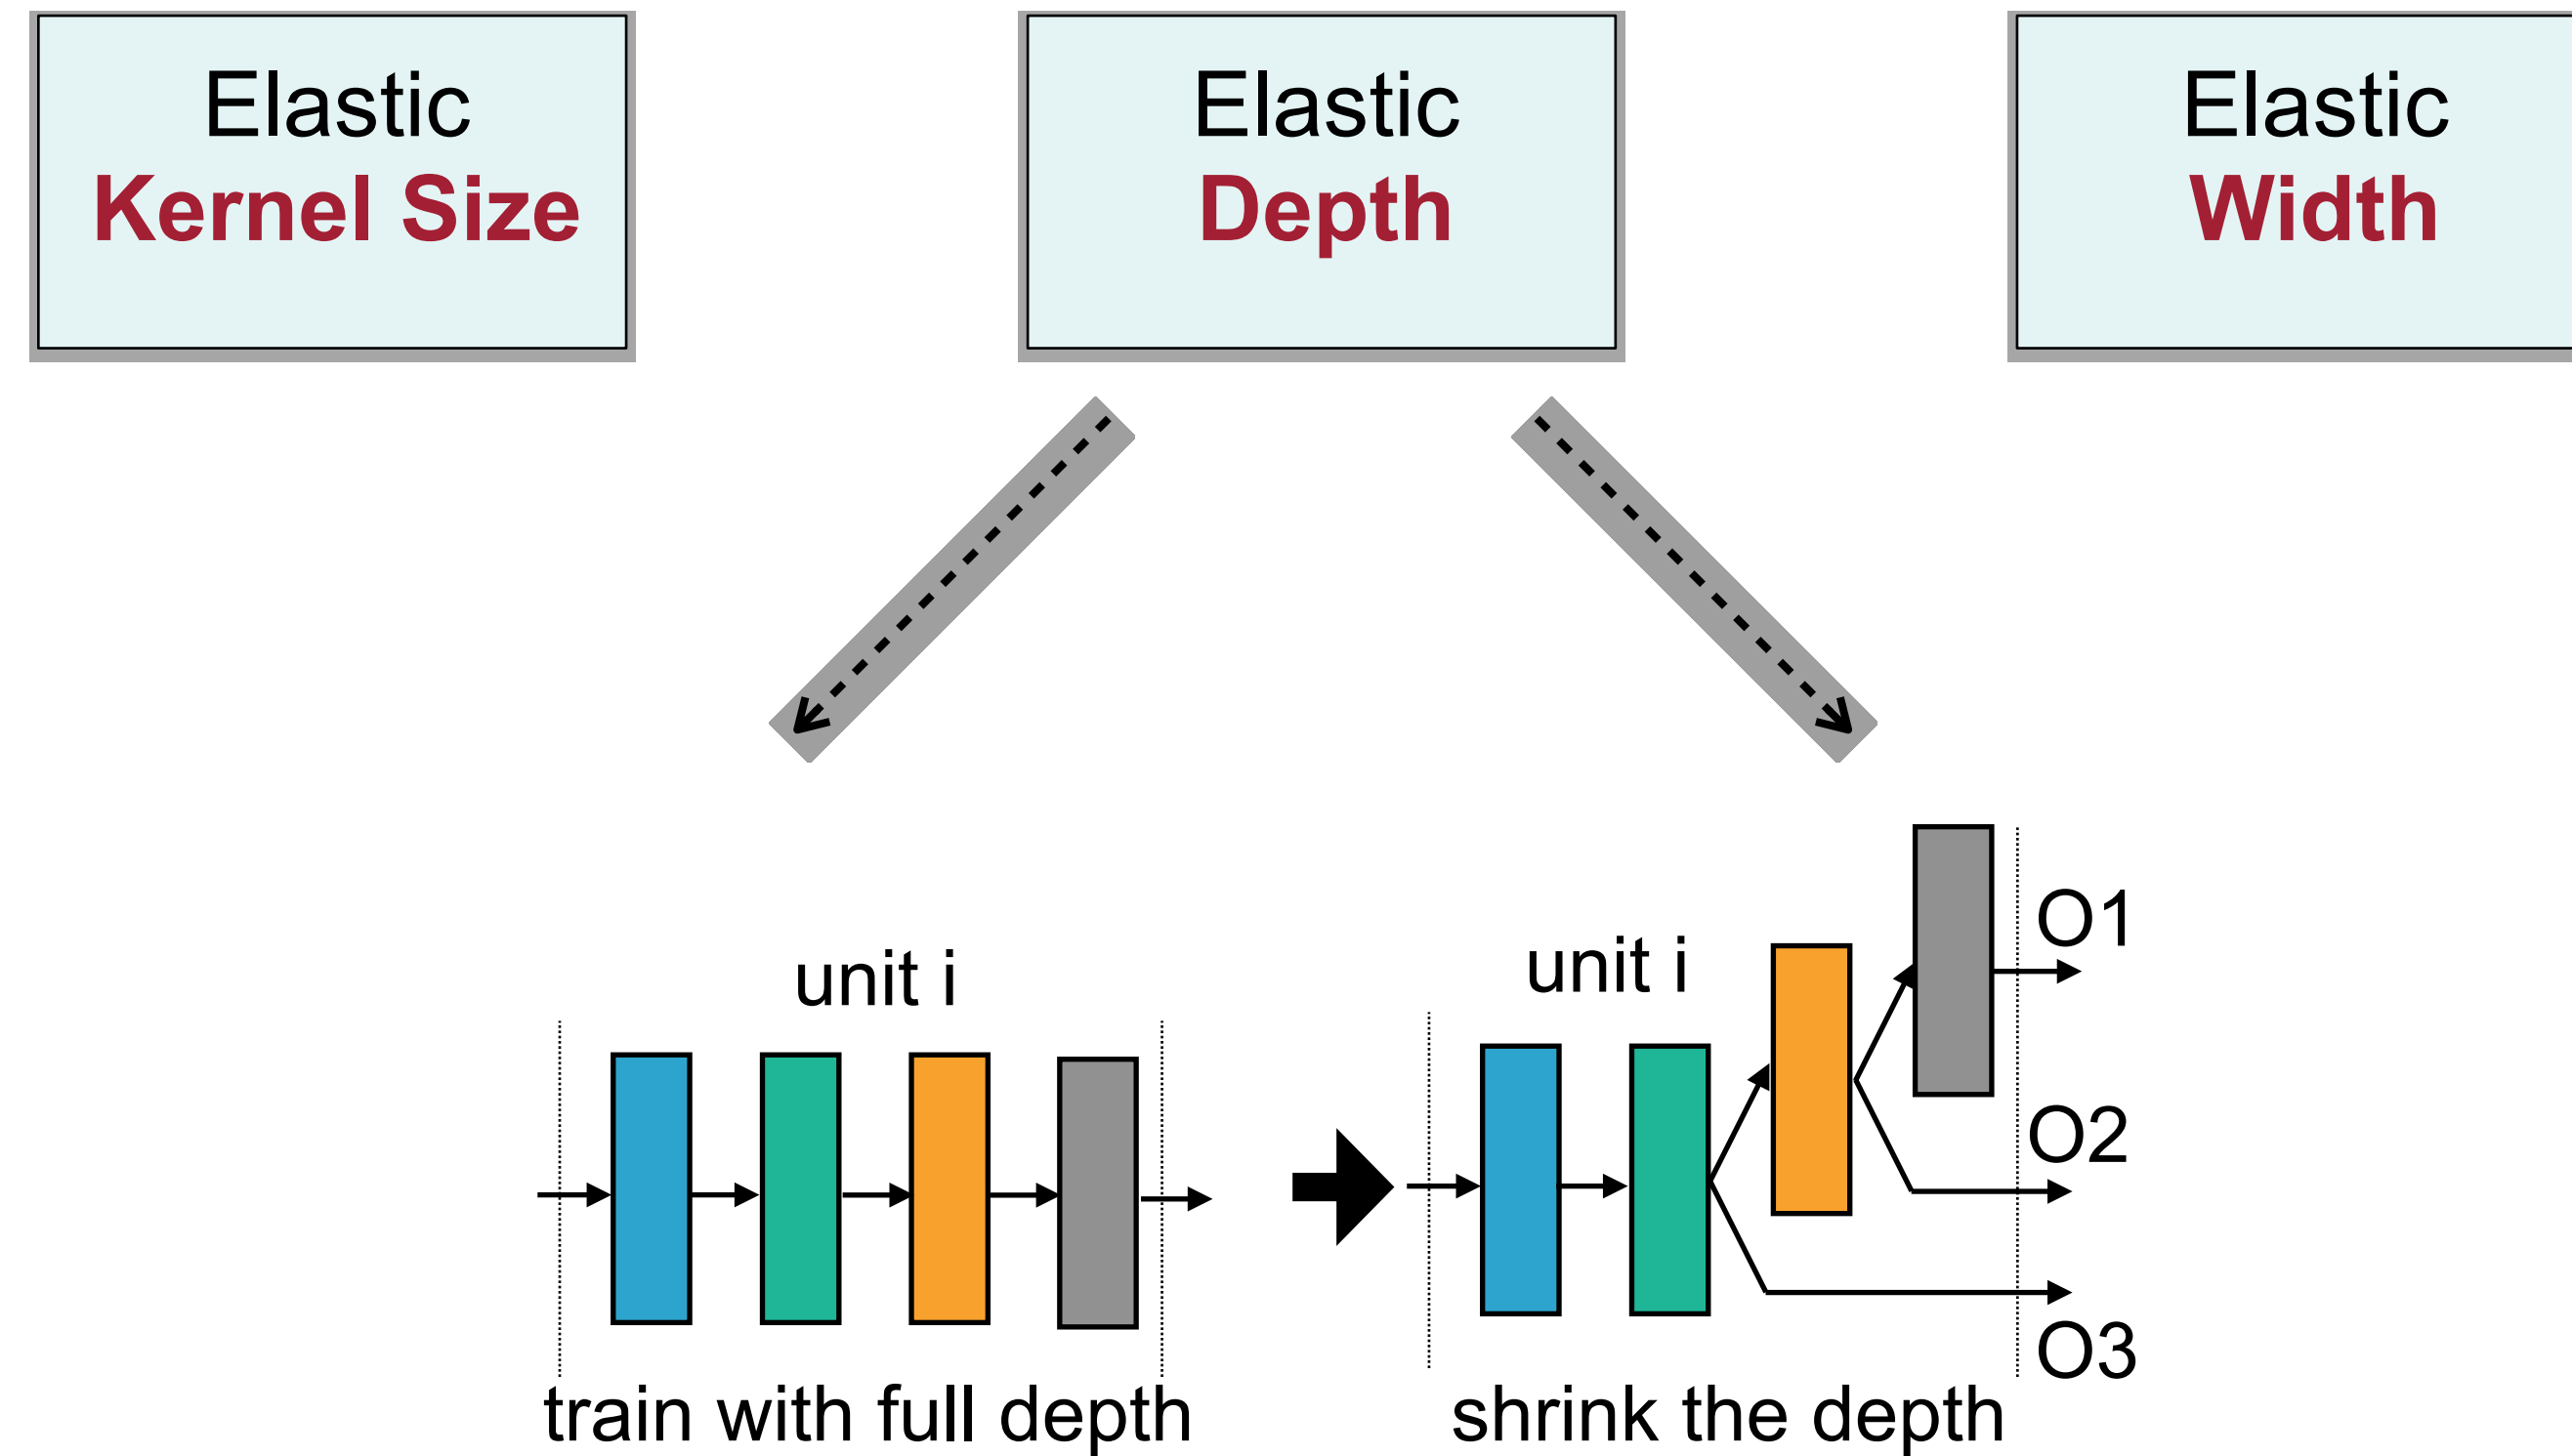 Elastic
Kernel Size
Elastic
Depth
Elastic
Width
unit i
train with full depth
unit i
O1
O2
O3
shrink the depth